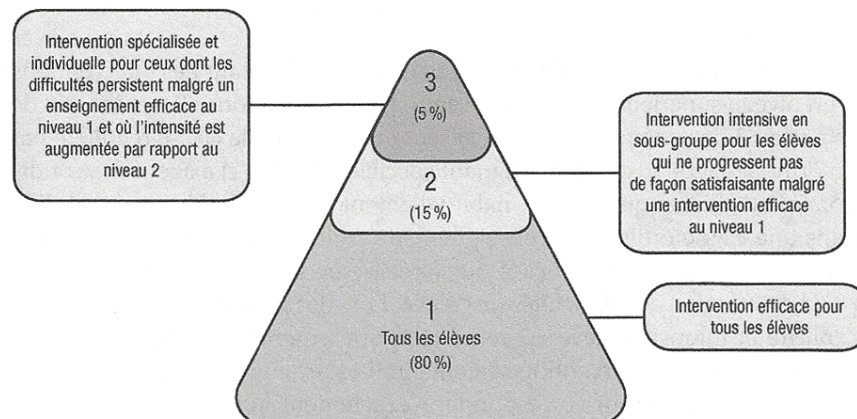 Intervention spécialisée et
individuelle pour ceux dont les
difficultés persistent malgré un
enseignement efficace au
niveau 1 et où l'intensité est
augmentée par rapport au
niveau 2
3
(5 %)
Intervention intensive en
sous-groupe pour les élèves
qui ne progressent pas
de façon satisfaisante malgré
une intervention efficace
au niveau 1
2
(15 %)
1
Tous les élèves
(80 %)
Intervention efficace pour
tous les élèves